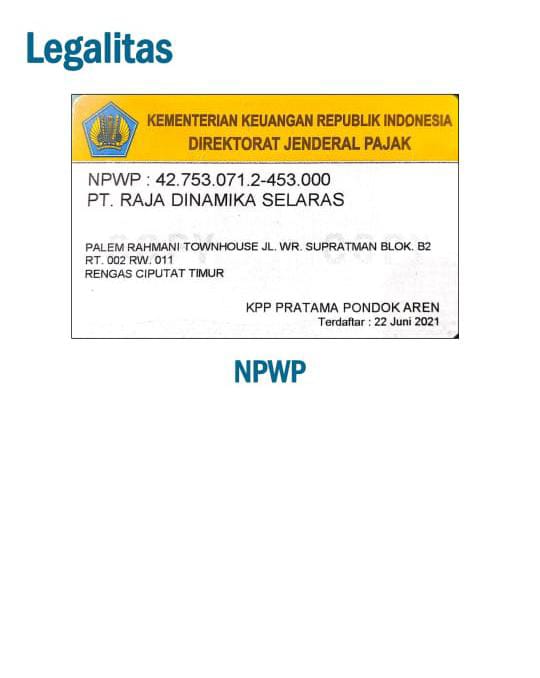 Legalitas
KEMENTERIAN KEUANGAN REPUBLIK INDONESIA
DIREKTORAT JENDERAL PAJAK
NPWP : 42.753.071.2-453.000
PT. RAJA DINAMIKA SELARAS
PALEM RAHMANI TOWNHOUSE JL. WR. SUPRATMAN BLOK. B2
RT. 002 RW. 011
RENGAS CIPUTAT TIMUR
KPP PRATAMA PONDOK AREN
Terdaftar : 22 Juni 2021
NPWP